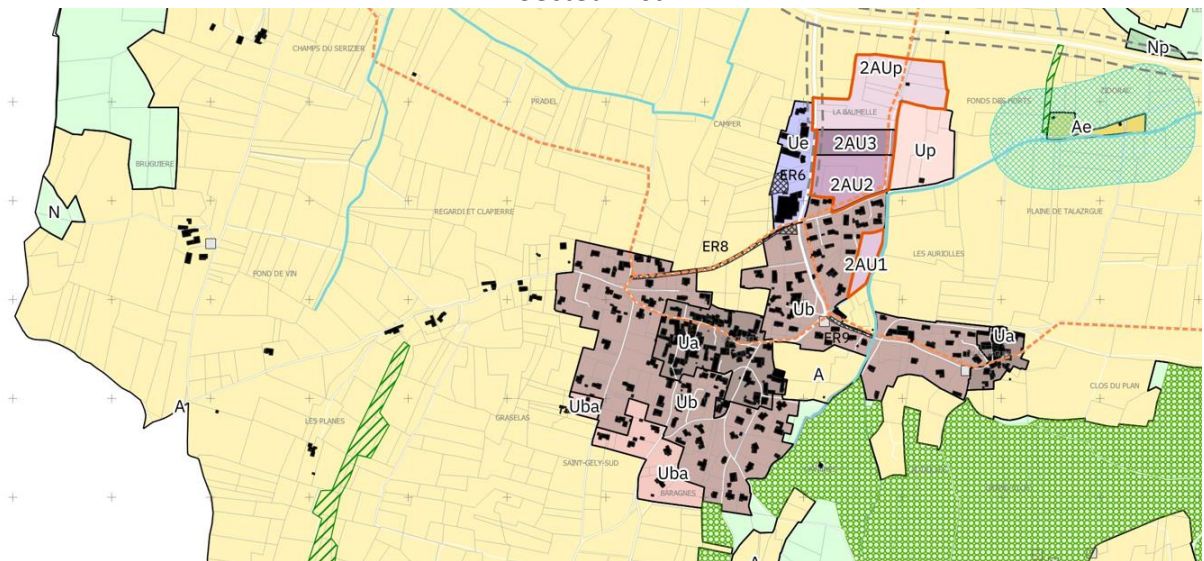 CHAMPS DU SERIZIER
Np
2AUp
PRADEL
LA BAUMELLE
FONDS DES HORTS
ZIDORAC
CAMPER
Ae
Ue
2AU3
Up
BRUGUIERE
ER6
2AU2
N
REGARDI ET CLAPIERRE
PLAINE DE TALAZRGUE
ER8
LES AURIOLLES
2AU1
FOND DE VIN
Ub
ER9
Ua
Ua
A
CLOS DU PLAN
A
Uba
Ub
LES PLANES
GRASELAS
SAINT-GELY-SUD
Uba
BARAGNES
A